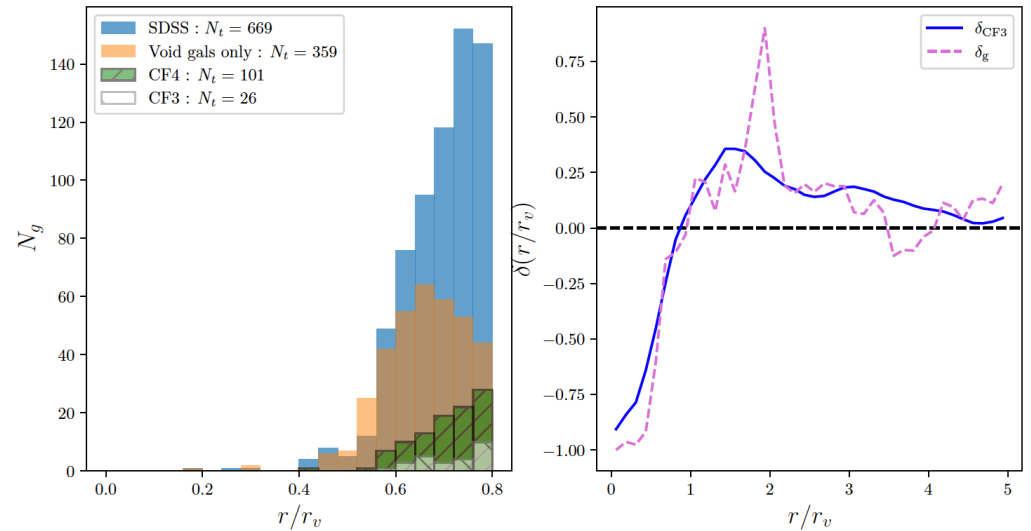 SDSS : N_t = 669
Void gals only : N_t = 359
CF4 : N_t = 101
CF3 : N_t = 26
N_g
140
120
100
80
60
40
20
0
0.0 0.2 0.4 0.6 0.8
r/r_v
δ_CF3
δ_g
δ(r/r_v)
0.75
0.50
0.25
0.00
−0.25
−0.50
−0.75
−1.00
0 1 2 3 4 5
r/r_v